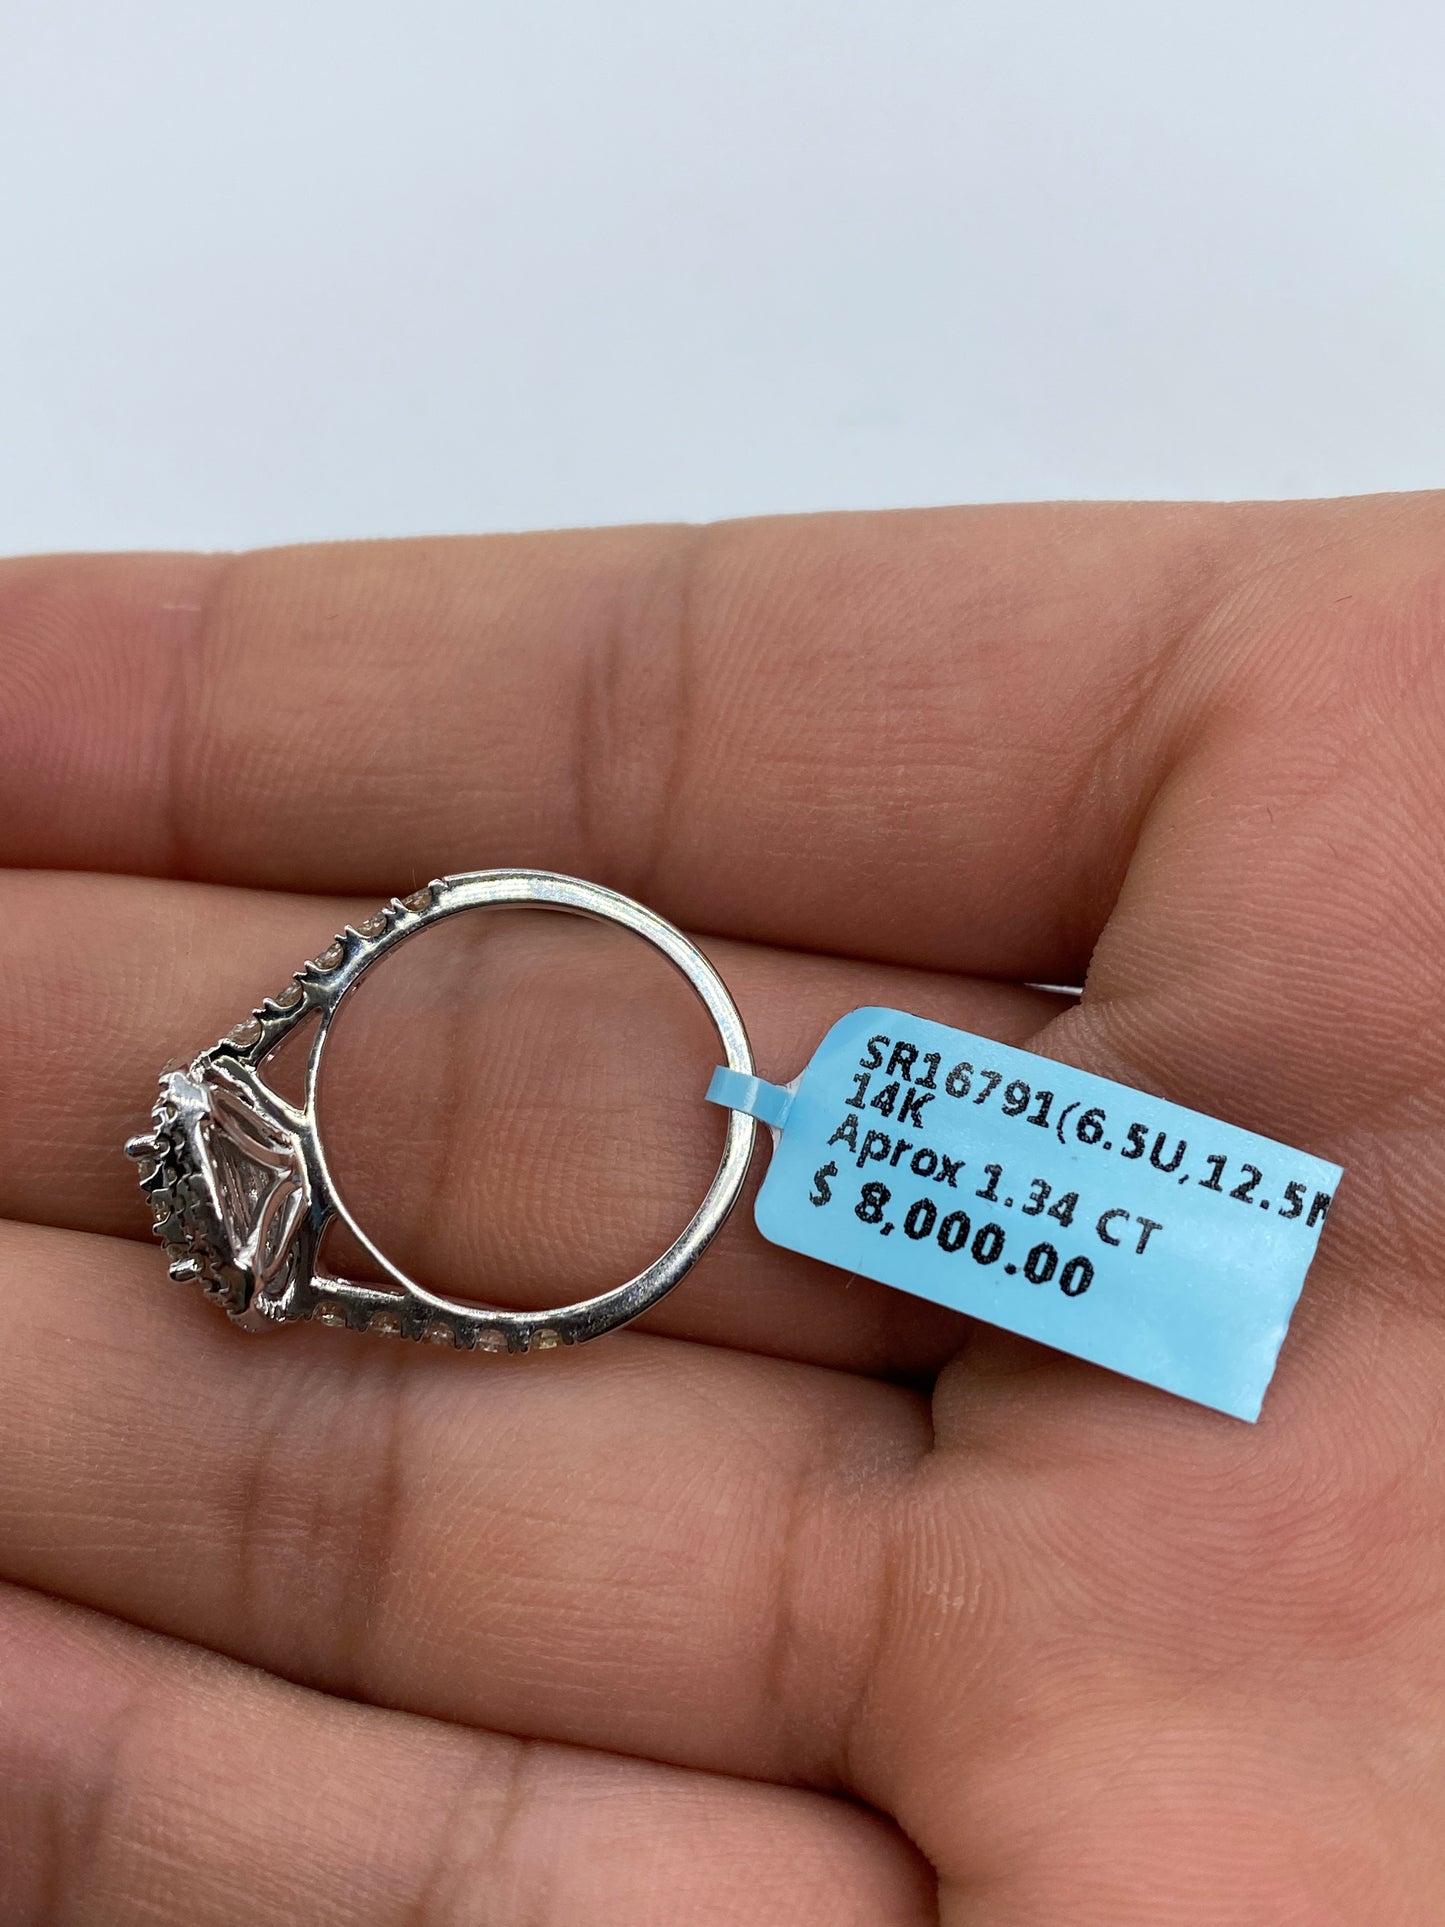 SR16791(6.5U,12.5M
14K
Aprox 1.34 CT
$ 8,000.00